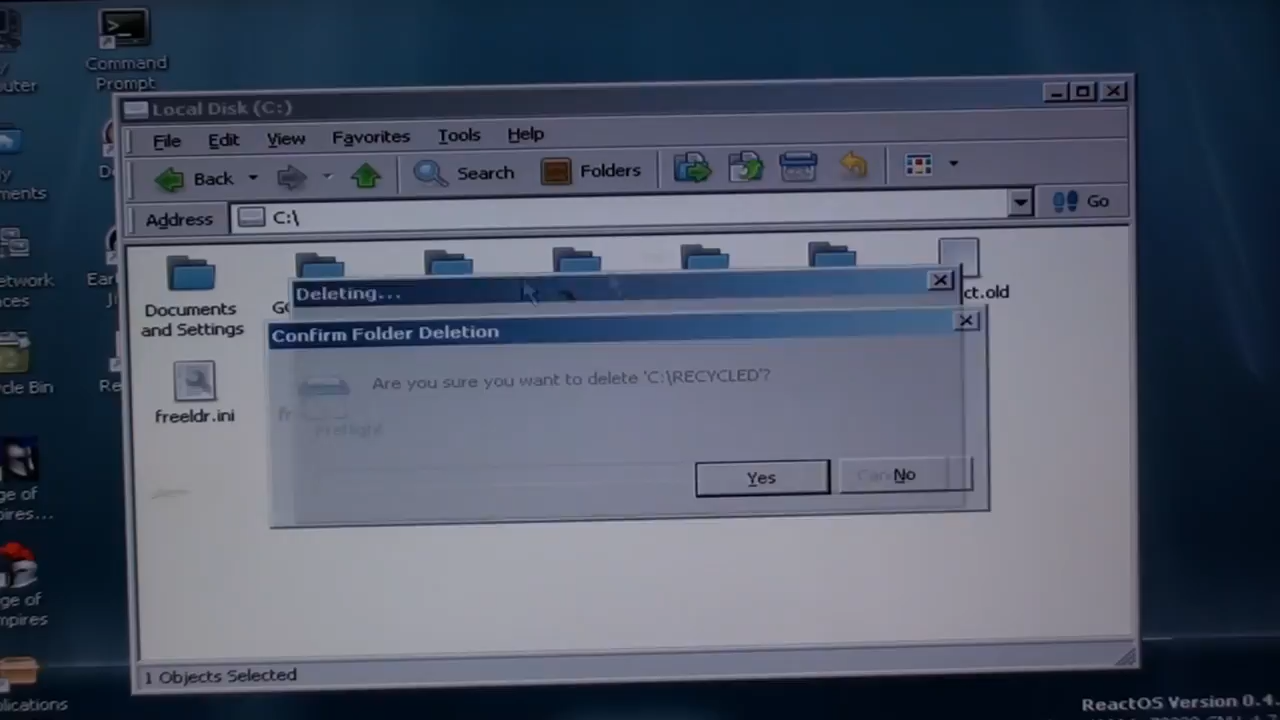 Command
Prompt
Local Disk (C:)
File Edit View Favorites Tools Help
Back Search Folders
Address C:\ Go
Documents
and Settings
ct.old
Deleting...
Confirm Folder Deletion
Are you sure you want to delete 'C:\RECYCLED'?
freeldr.ini
Yes No
1 Objects Selected
ReactOS Version 0.4.